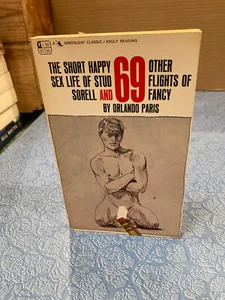 GREENLEAF CLASSIC / ADULT READING
THE SHORT HAPPY
SEX LIFE OF STUD
SORELL AND
69
OTHER
FLIGHTS OF
FANCY
BY ORLANDO PARIS